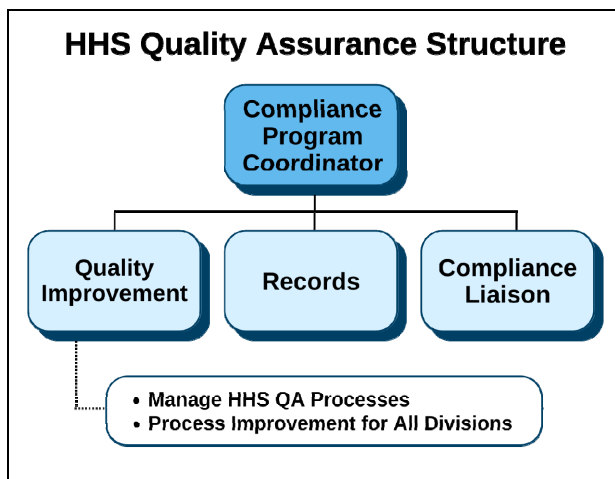 HHS Quality Assurance Structure
Compliance
Program
Coordinator
Quality
Improvement
Records
Compliance
Liaison
• Manage HHS QA Processes
• Process Improvement for All Divisions